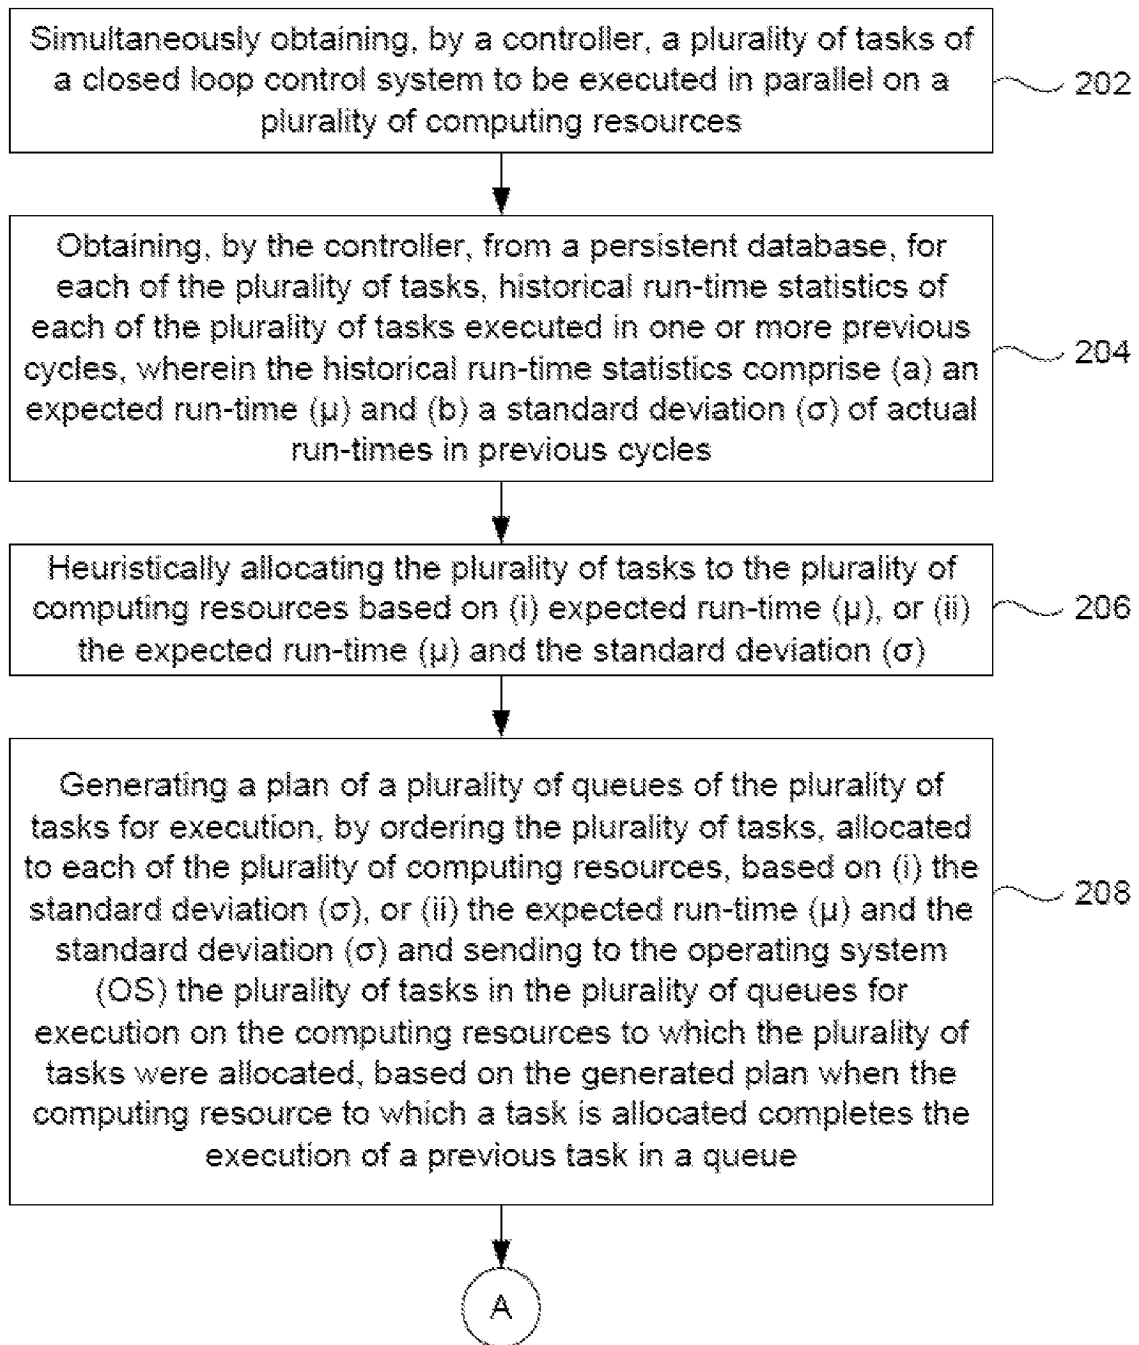 Simultaneously obtaining, by a controller, a plurality of tasks of
a closed loop control system to be executed in parallel on a
plurality of computing resources
202
Obtaining, by the controller, from a persistent database, for
each of the plurality of tasks, historical run-time statistics of
each of the plurality of tasks executed in one or more previous
cycles, wherein the historical run-time statistics comprise (a) an
expected run-time (μ) and (b) a standard deviation (σ) of actual
run-times in previous cycles
204
Heuristically allocating the plurality of tasks to the plurality of
computing resources based on (i) expected run-time (μ), or (ii)
the expected run-time (μ) and the standard deviation (σ)
206
Generating a plan of a plurality of queues of the plurality of
tasks for execution, by ordering the plurality of tasks, allocated
to each of the plurality of computing resources, based on (i) the
standard deviation (σ), or (ii) the expected run-time (μ) and the
standard deviation (σ) and sending to the operating system
(OS) the plurality of tasks in the plurality of queues for
execution on the computing resources to which the plurality of
tasks were allocated, based on the generated plan when the
computing resource to which a task is allocated completes the
execution of a previous task in a queue
208
A